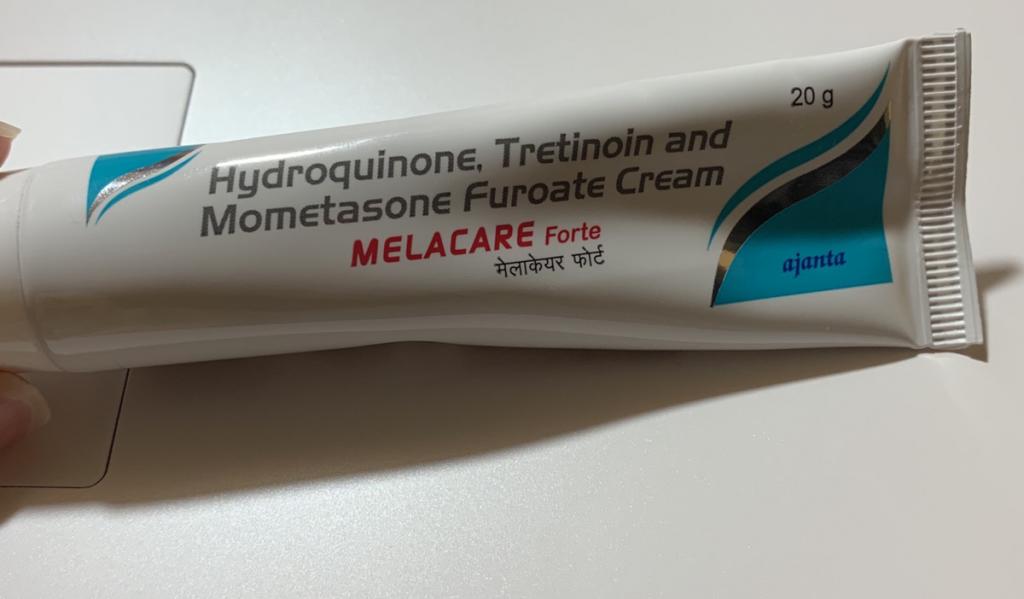 20 g
Hydroquinone, Tretinoin and
Mometasone Furoate Cream
MELACARE Forte
मेलाकेयर फोर्ट
ajanta